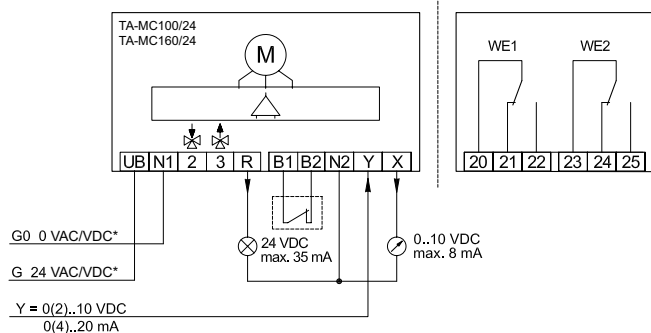 TA-MC100/24
TA-MC160/24
M
UB N1 2 3 R B1 B2 N2 Y X
WE1 WE2
20 21 22 23 24 25
G0 0 VAC/VDC*
G 24 VAC/VDC*
24 VDC
max. 35 mA
0..10 VDC
max. 8 mA
Y = 0(2)..10 VDC
0(4)..20 mA